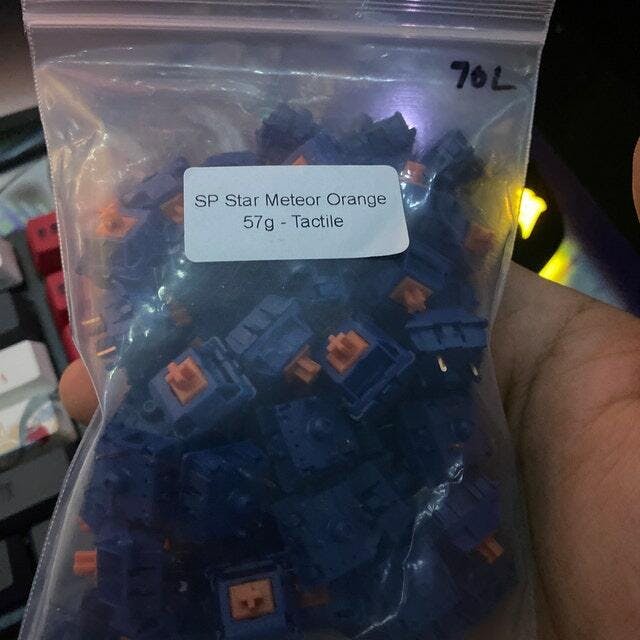 70L
SP Star Meteor Orange
57g - Tactile